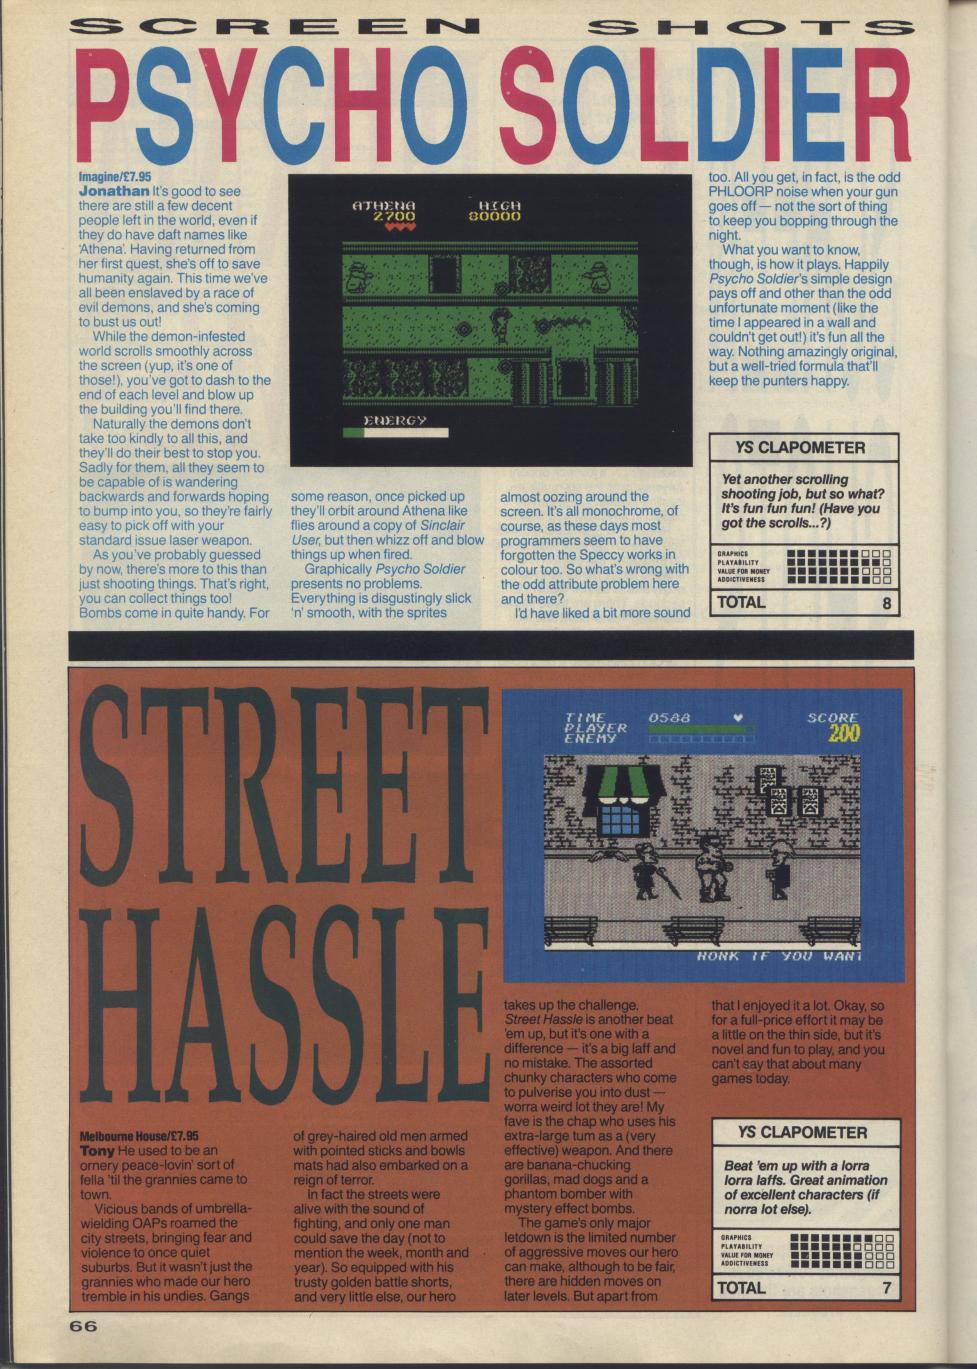 SCREEN SHOTS
PSYCHO SOLDIER
Imagine/£7.95
Jonathan It's good to see
there are still a few decent
people left in the world, even if
they do have daft names like
'Athena'. Having returned from
her first quest, she's off to save
humanity again. This time we've
all been enslaved by a race of
evil demons, and she's coming
to bust us out!
While the demon-infested
world scrolls smoothly across
the screen (yup, it's one of
those!), you've got to dash to the
end of each level and blow up
the building you'll find there.
Naturally the demons don't
take too kindly to all this, and
they'll do their best to stop you.
Sadly for them, all they seem to
be capable of is wandering
backwards and forwards hoping
to bump into you, so they're fairly
easy to pick off with your
standard issue laser weapon.
As you've probably guessed
by now, there's more to this than
just shooting things. That's right,
you can collect things too!
Bombs come in quite handy. For
ATHENA HIGH
2700 80000
ENERGY
some reason, once picked up
they'll orbit around Athena like
flies around a copy of Sinclair
User, but then whizz off and blow
things up when fired.
Graphically Psycho Soldier
presents no problems.
Everything is disgustingly slick
'n' smooth, with the sprites
almost oozing around the
screen. It's all monochrome, of
course, as these days most
programmers seem to have
forgotten the Speccy works in
colour too. So what's wrong with
the odd attribute problem here
and there?
I'd have liked a bit more sound
too. All you get, in fact, is the odd
PHLOORP noise when your gun
goes off — not the sort of thing
to keep you bopping through the
night.
What you want to know,
though, is how it plays. Happily
Psycho Soldier's simple design
pays off and other than the odd
unfortunate moment (like the
time I appeared in a wall and
couldn't get out!) it's fun all the
way. Nothing amazingly original,
but a well-tried formula that'll
keep the punters happy.
YS CLAPOMETER
Yet another scrolling
shooting job, but so what?
It's fun fun fun! (Have you
got the scrolls...?)
GRAPHICS
PLAYABILITY
VALUE FOR MONEY
ADDICTIVENESS
TOTAL 8
STREET
HASSLE
TIME 0588 SCORE
PLAYER 200
ENEMY
HONK IF YOU WANT
Melbourne House/£7.95
Tony He used to be an
ornery peace-lovin' sort of
fella 'til the grannies came to
town.
Vicious bands of umbrella-
wielding OAPs roamed the
city streets, bringing fear and
violence to once quiet
suburbs. But it wasn't just the
grannies who made our hero
tremble in his undies. Gangs
of grey-haired old men armed
with pointed sticks and bowls
mats had also embarked on a
reign of terror.
In fact the streets were
alive with the sound of
fighting, and only one man
could save the day (not to
mention the week, month and
year). So equipped with his
trusty golden battle shorts,
and very little else, our hero
takes up the challenge.
Street Hassle is another beat
'em up, but it's one with a
difference — it's a big laff and
no mistake. The assorted
chunky characters who come
to pulverise you into dust —
worra weird lot they are! My
fave is the chap who uses his
extra-large tum as a (very
effective) weapon. And there
are banana-chucking
gorillas, mad dogs and a
phantom bomber with
mystery effect bombs.
The game's only major
letdown is the limited number
of aggressive moves our hero
can make, although to be fair,
there are hidden moves on
later levels. But apart from
that I enjoyed it a lot. Okay, so
for a full-price effort it may be
a little on the thin side, but it's
novel and fun to play, and you
can't say that about many
games today.
YS CLAPOMETER
Beat 'em up with a lorra
lorra laffs. Great animation
of excellent characters (if
norra lot else).
GRAPHICS
PLAYABILITY
VALUE FOR MONEY
ADDICTIVENESS
TOTAL 7
66